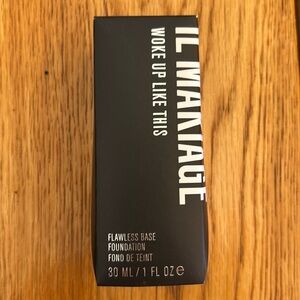 IL MAKIAGE
WOKE UP LIKE THIS
FLAWLESS BASE
FOUNDATION
FOND DE TEINT
30 ML / 1 FL OZ e